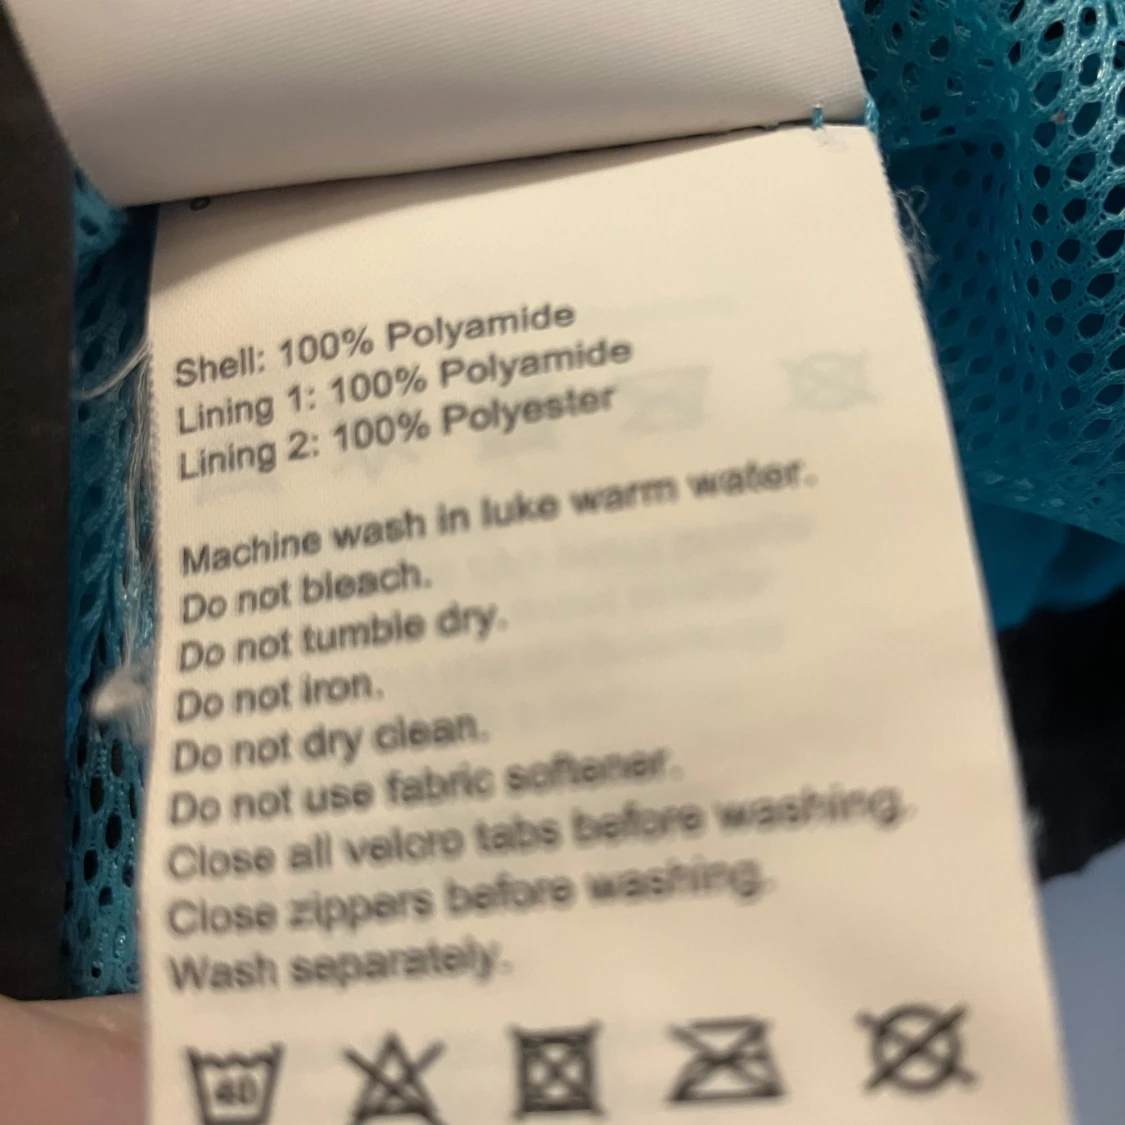 Shell: 100% Polyamide
Lining 1: 100% Polyamide
Lining 2: 100% Polyester
Machine wash in luke warm water.
Do not bleach.
Do not tumble dry.
Do not iron.
Do not dry clean.
Do not use fabric softener.
Close all velcro tabs before washing.
Close zippers before washing.
Wash separately.
40